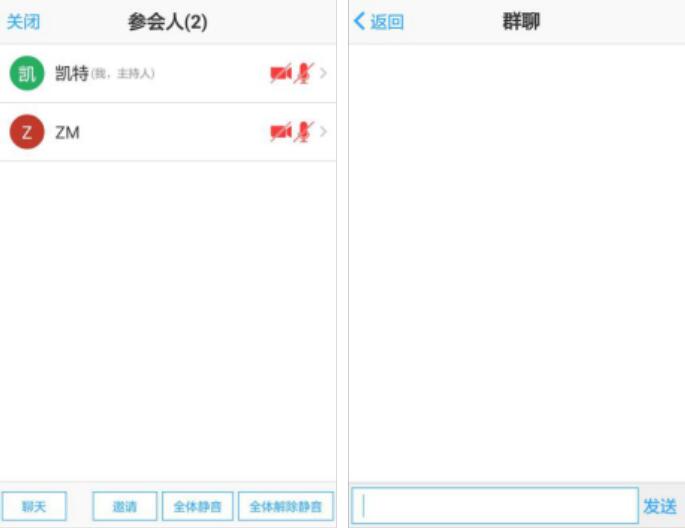 关闭 参会人(2)
凯 凯特(我，主持人)
Z ZM
聊天 邀请 全体静音 全体解除静音
返回 群聊
发送